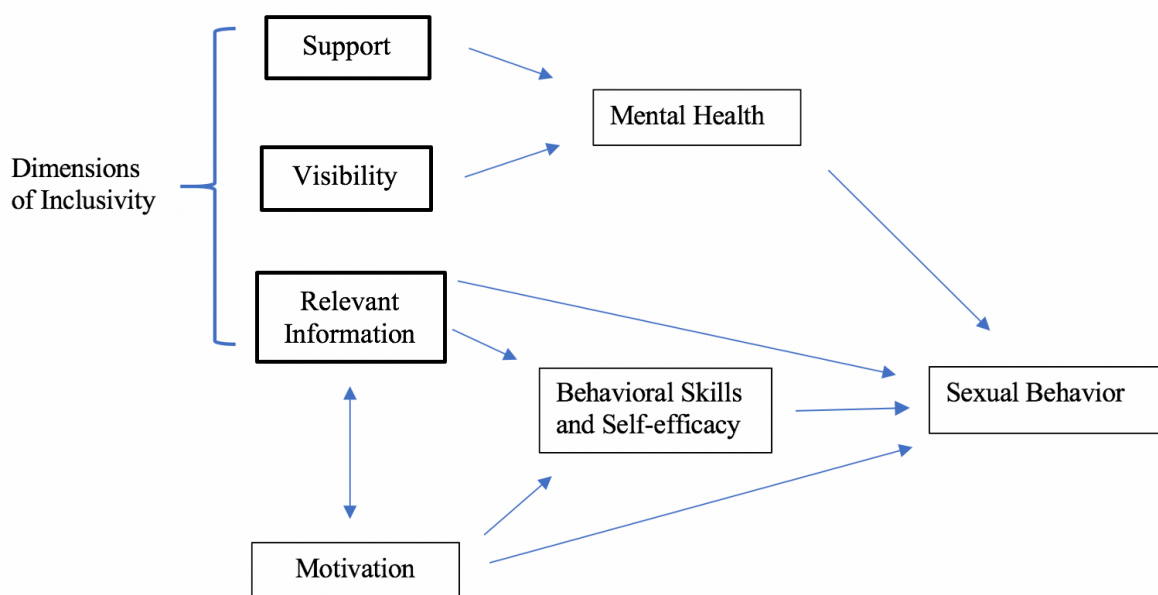 Support
Mental Health
Visibility
Dimensions
of Inclusivity
Relevant
Information
Behavioral Skills
and Self-efficacy
Sexual Behavior
Motivation